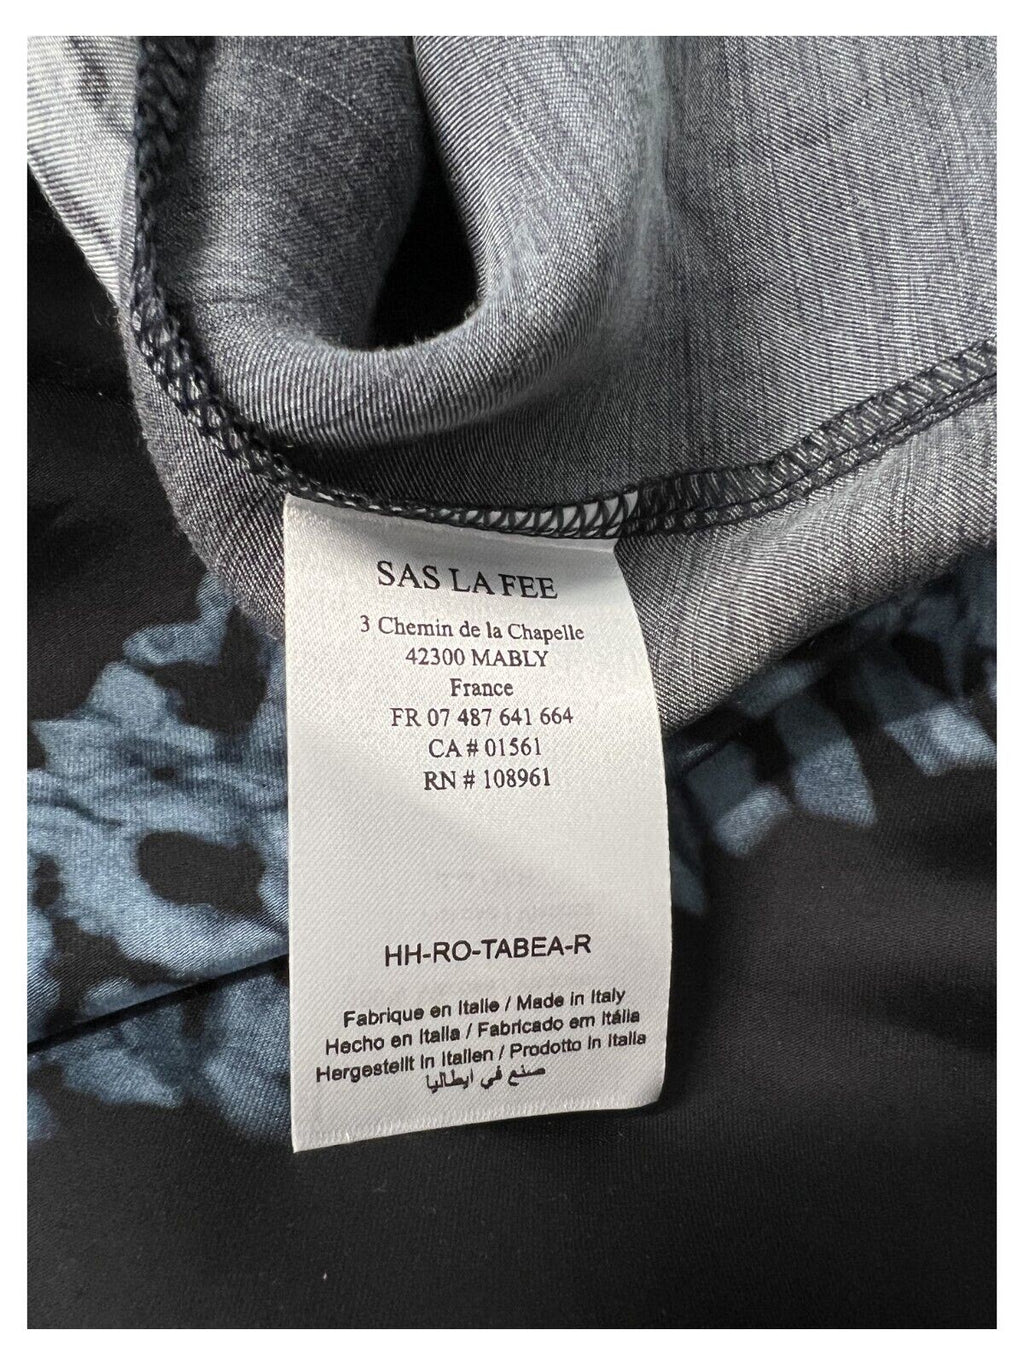 SAS LA FEE
3 Chemin de la Chapelle
42300 MABLY
France
FR 07 487 641 664
CA # 01561
RN # 108961
HH-RO-TABEA-R
Fabrique en Italie / Made in Italy
Hecho en Italia / Fabricado em Itália
Hergestellt in Italien / Prodotto in Italia
صنع في ايطاليا